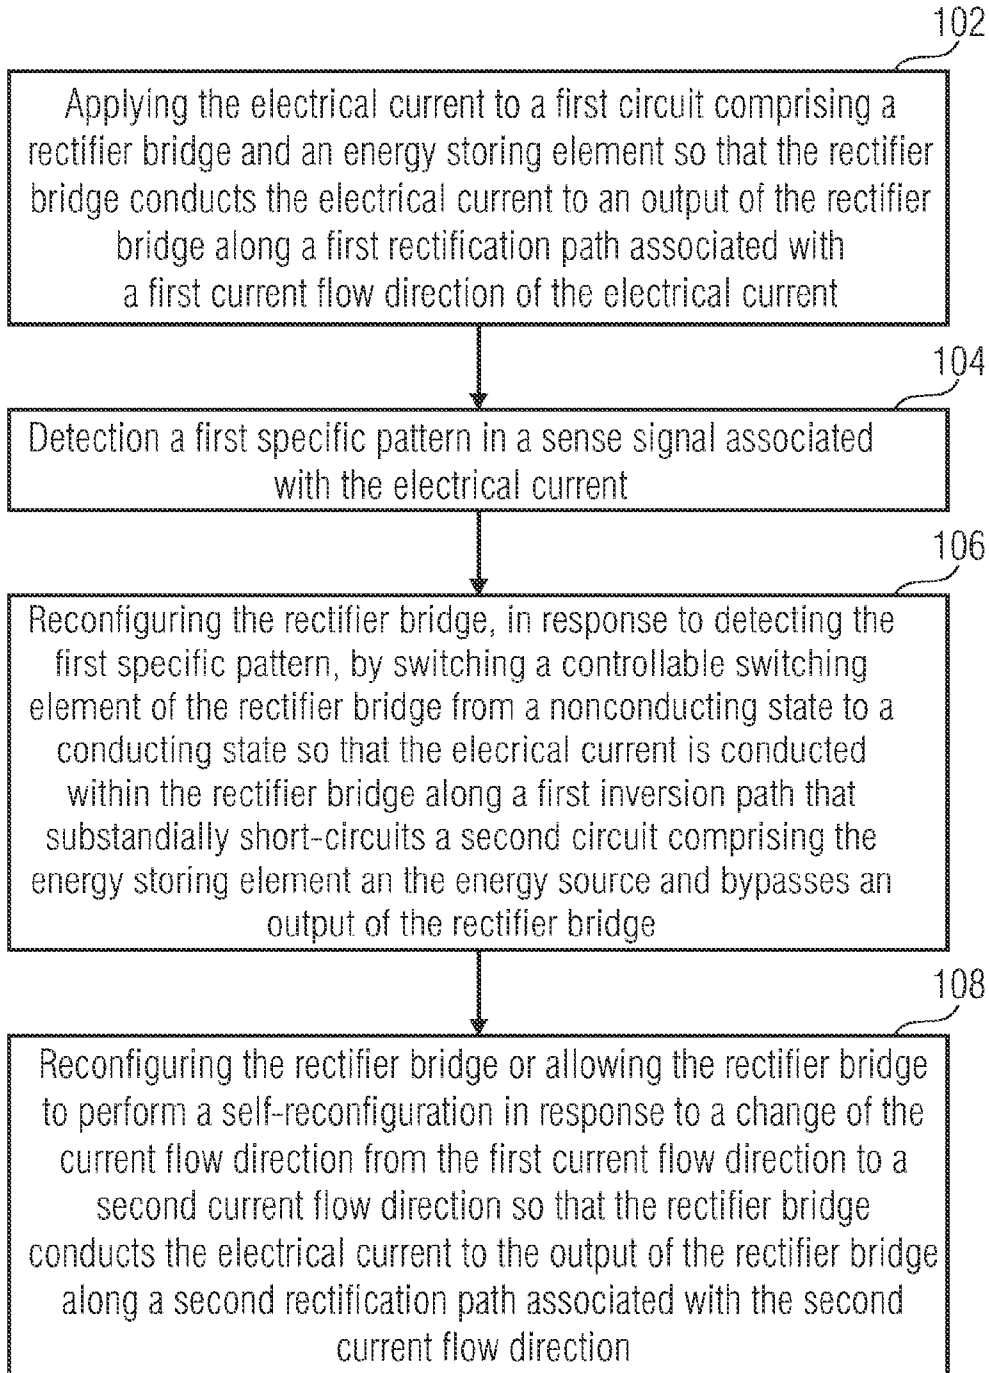 102
Applying the electrical current to a first circuit comprising a
rectifier bridge and an energy storing element so that the rectifier
bridge conducts the electrical current to an output of the rectifier
bridge along a first rectification path associated with
a first current flow direction of the electrical current
104
Detection a first specific pattern in a sense signal associated
with the electrical current
106
Reconfiguring the rectifier bridge, in response to detecting the
first specific pattern, by switching a controllable switching
element of the rectifier bridge from a nonconducting state to a
conducting state so that the elecrical current is conducted
within the rectifier bridge along a first inversion path that
substandially short-circuits a second circuit comprising the
energy storing element an the energy source and bypasses an
output of the rectifier bridge
108
Reconfiguring the rectifier bridge or allowing the rectifier bridge
to perform a self-reconfiguration in response to a change of the
current flow direction from the first current flow direction to a
second current flow direction so that the rectifier bridge
conducts the electrical current to the output of the rectifier bridge
along a second rectification path associated with the second
current flow direction